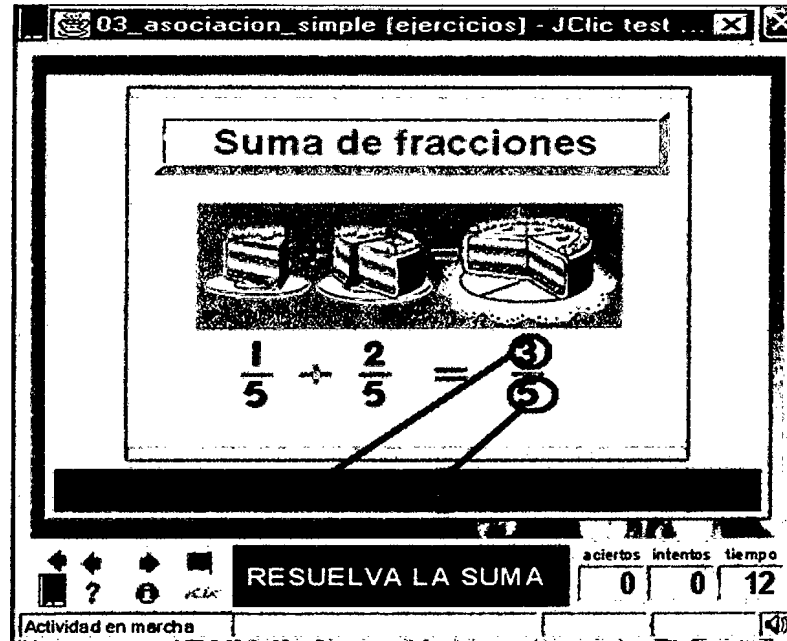 03_asociacion_simple [ejercicios] - JClic test ...
Suma de fracciones
=
1/5 + 2/5 = 3/5
RESUELVA LA SUMA
aciertos intentos tiempo
0 0 12
?
JClic
Actividad en marcha